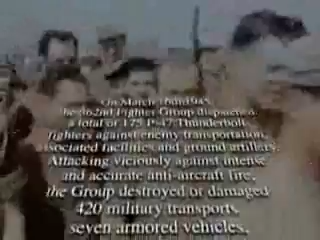 On March 16th 1945,
he 362nd Fighter Group dispatched
a total of 175 P-47 Thunderbolt
fighters against enemy transportation,
associated facilities and ground artillery.
Attacking viciously against intense
and accurate anti-aircraft fire,
the Group destroyed or damaged
420 military transports,
seven armored vehicles,